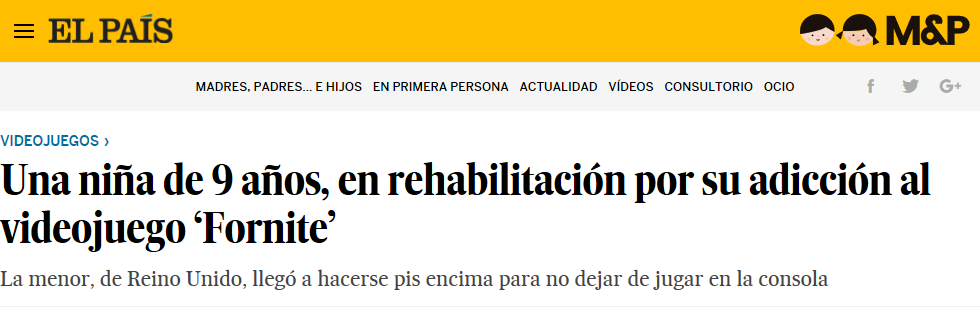 EL PAÍS
M&P
MADRES, PADRES... E HIJOS EN PRIMERA PERSONA ACTUALIDAD VÍDEOS CONSULTORIO OCIO
VIDEOJUEGOS ›
Una niña de 9 años, en rehabilitación por su adicción al
videojuego ‘Fornite’
La menor, de Reino Unido, llegó a hacerse pis encima para no dejar de jugar en la consola